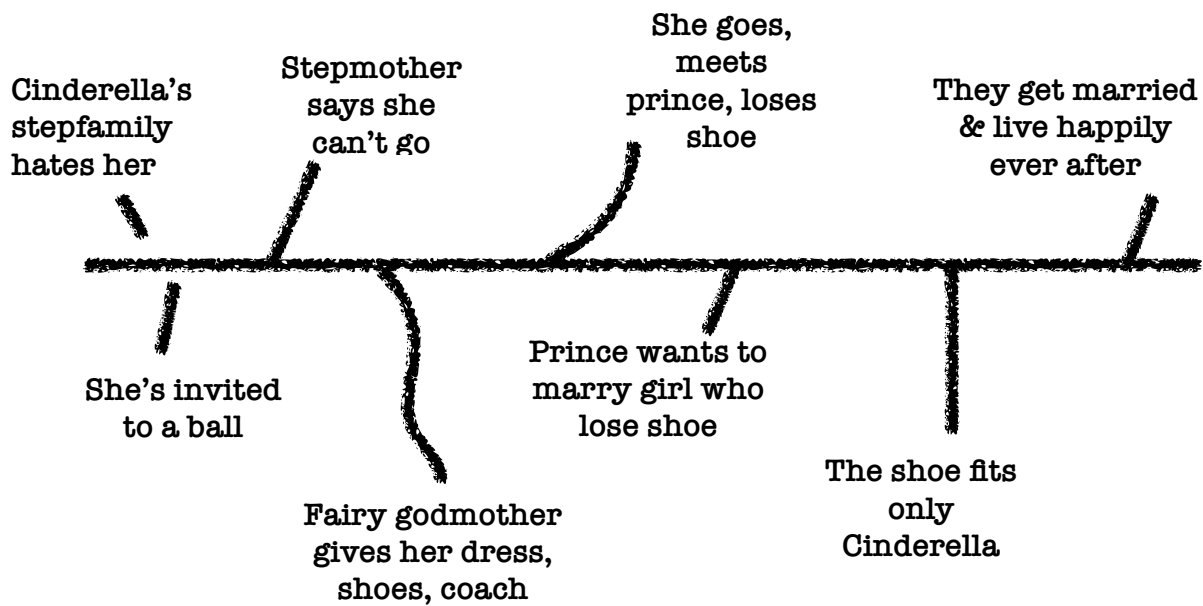 Cinderella’s
stepfamily
hates her
She’s invited
to a ball
Stepmother
says she
can’t go
Fairy godmother
gives her dress,
shoes, coach
She goes,
meets
prince, loses
shoe
Prince wants to
marry girl who
lose shoe
The shoe fits
only
Cinderella
They get married
& live happily
ever after